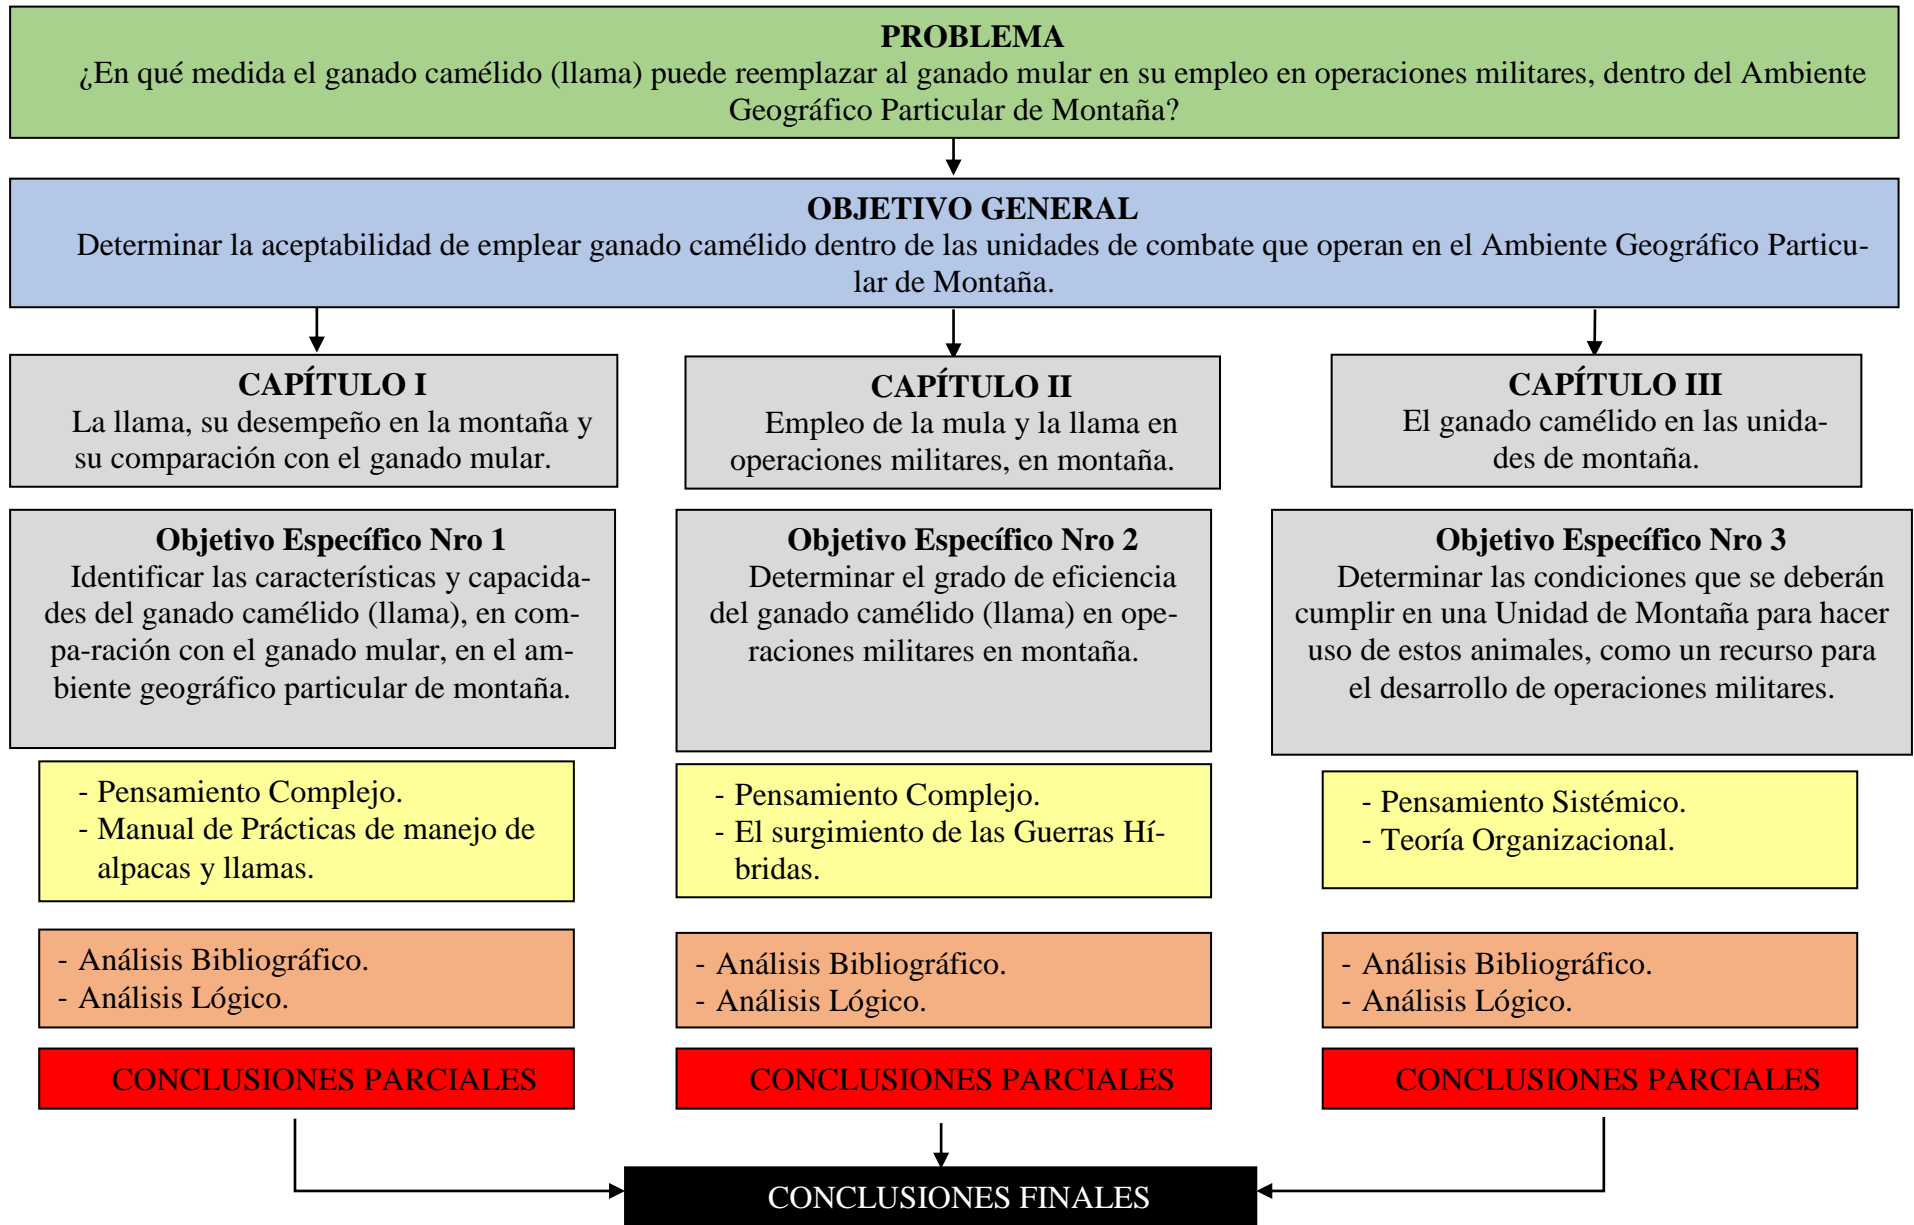 PROBLEMA
¿En qué medida el ganado camélido (llama) puede reemplazar al ganado mular en su empleo en operaciones militares, dentro del Ambiente
Geográfico Particular de Montaña?
OBJETIVO GENERAL
Determinar la aceptabilidad de emplear ganado camélido dentro de las unidades de combate que operan en el Ambiente Geográfico Particu-
lar de Montaña.
CAPÍTULO I
La llama, su desempeño en la montaña y
su comparación con el ganado mular.
CAPÍTULO II
Empleo de la mula y la llama en
operaciones militares, en montaña.
CAPÍTULO III
El ganado camélido en las unida-
des de montaña.
Objetivo Específico Nro 1
Identificar las características y capacida-
des del ganado camélido (llama), en com-
pa-ración con el ganado mular, en el am-
biente geográfico particular de montaña.
Objetivo Específico Nro 2
Determinar el grado de eficiencia
del ganado camélido (llama) en ope-
raciones militares en montaña.
Objetivo Específico Nro 3
Determinar las condiciones que se deberán
cumplir en una Unidad de Montaña para hacer
uso de estos animales, como un recurso para
el desarrollo de operaciones militares.
- Pensamiento Complejo.
- Manual de Prácticas de manejo de
alpacas y llamas.
- Pensamiento Complejo.
- El surgimiento de las Guerras Hí-
bridas.
- Pensamiento Sistémico.
- Teoría Organizacional.
- Análisis Bibliográfico.
- Análisis Lógico.
- Análisis Bibliográfico.
- Análisis Lógico.
- Análisis Bibliográfico.
- Análisis Lógico.
CONCLUSIONES PARCIALES
CONCLUSIONES PARCIALES
CONCLUSIONES PARCIALES
CONCLUSIONES FINALES